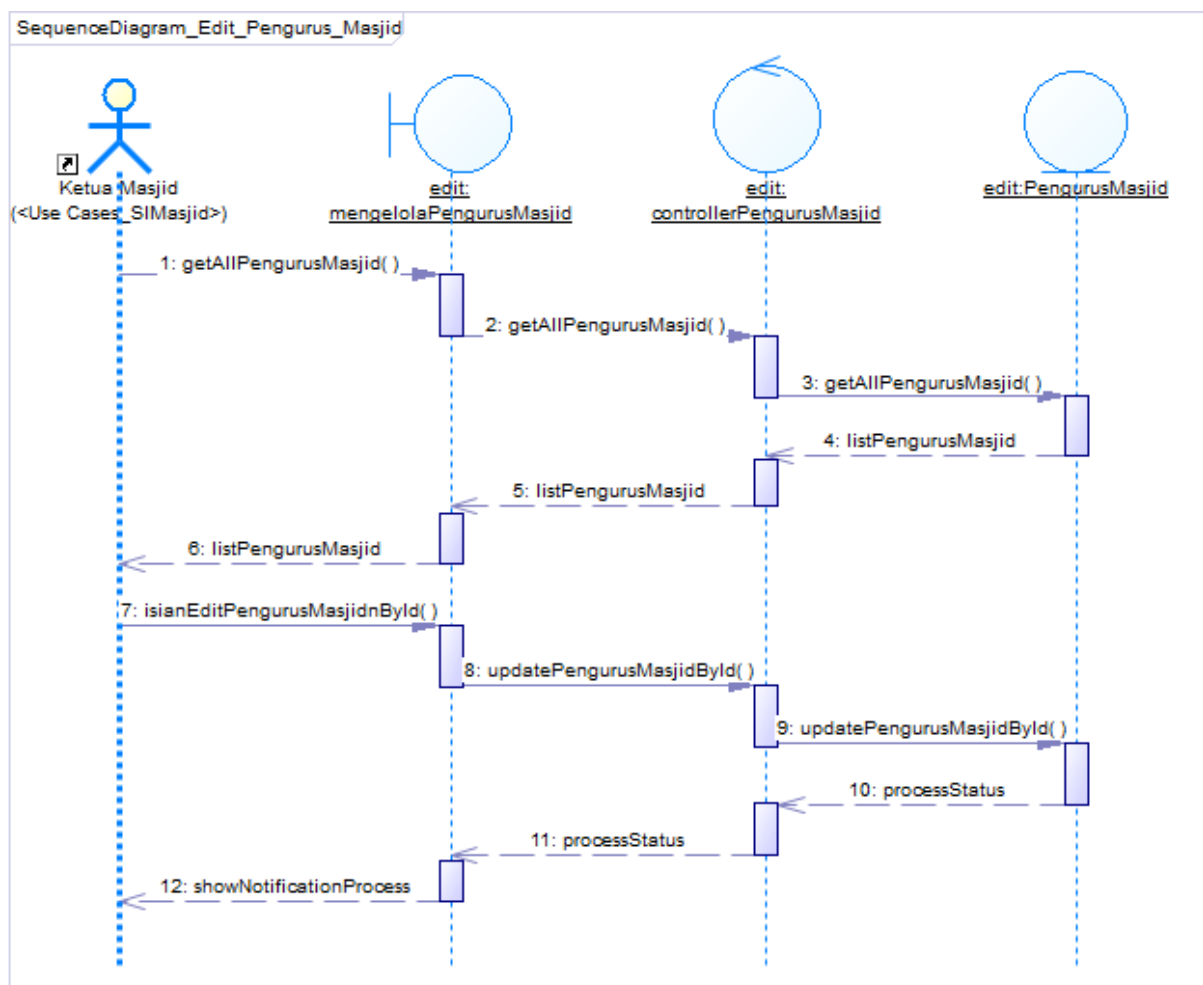 SequenceDiagram_Edit_Pengurus_Masjid
Ketua Masjid
(<Use Cases_SIMasjid>)
edit:
mengelolaPengurusMasjid
edit:
controllerPengurusMasjid
edit:PengurusMasjid
1: getAllPengurusMasjid( )
2: getAllPengurusMasjid( )
3: getAllPengurusMasjid( )
4: listPengurusMasjid
5: listPengurusMasjid
6: listPengurusMasjid
7: isianEditPengurusMasjidnById( )
8: updatePengurusMasjidById( )
9: updatePengurusMasjidById( )
10: processStatus
11: processStatus
12: showNotificationProcess